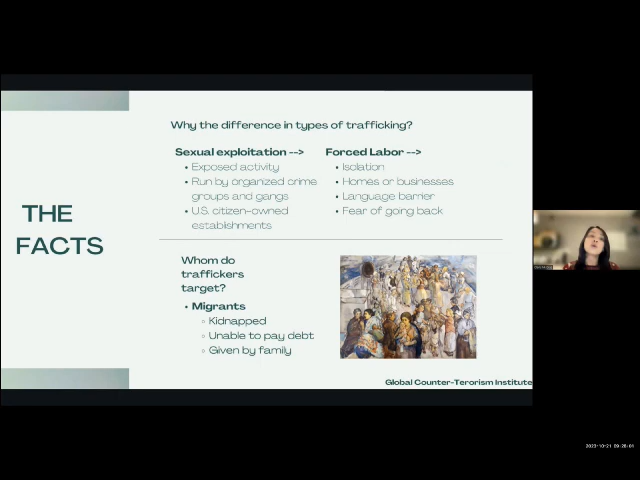 Why the difference in types of trafficking?
Sexual exploitation -->
• Exposed activity
• Run by organized crime
groups and gangs
• U.S. citizen-owned
establishments
Forced Labor -->
• Isolation
• Homes or businesses
• Language barrier
• Fear of going back
THE
FACTS
Whom do
traffickers
target?
• Migrants
◦ Kidnapped
◦ Unable to pay debt
◦ Given by family
Global Counter-Terorism Institute